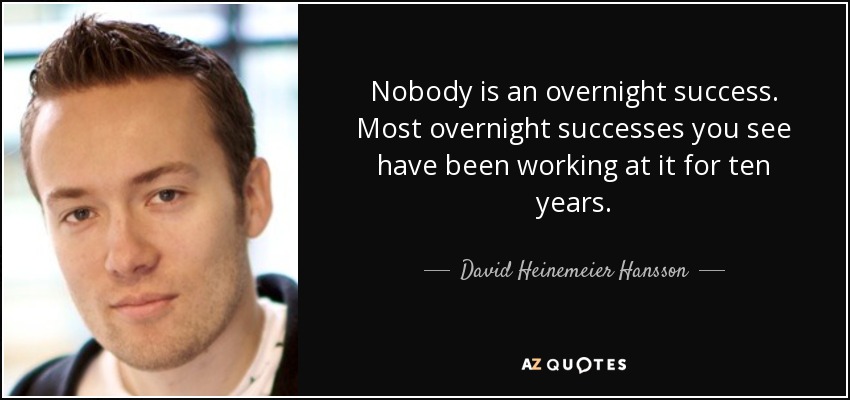 Nobody is an overnight success.
Most overnight successes you see
have been working at it for ten
years.
David Heinemeier Hansson
AZ QUOTES